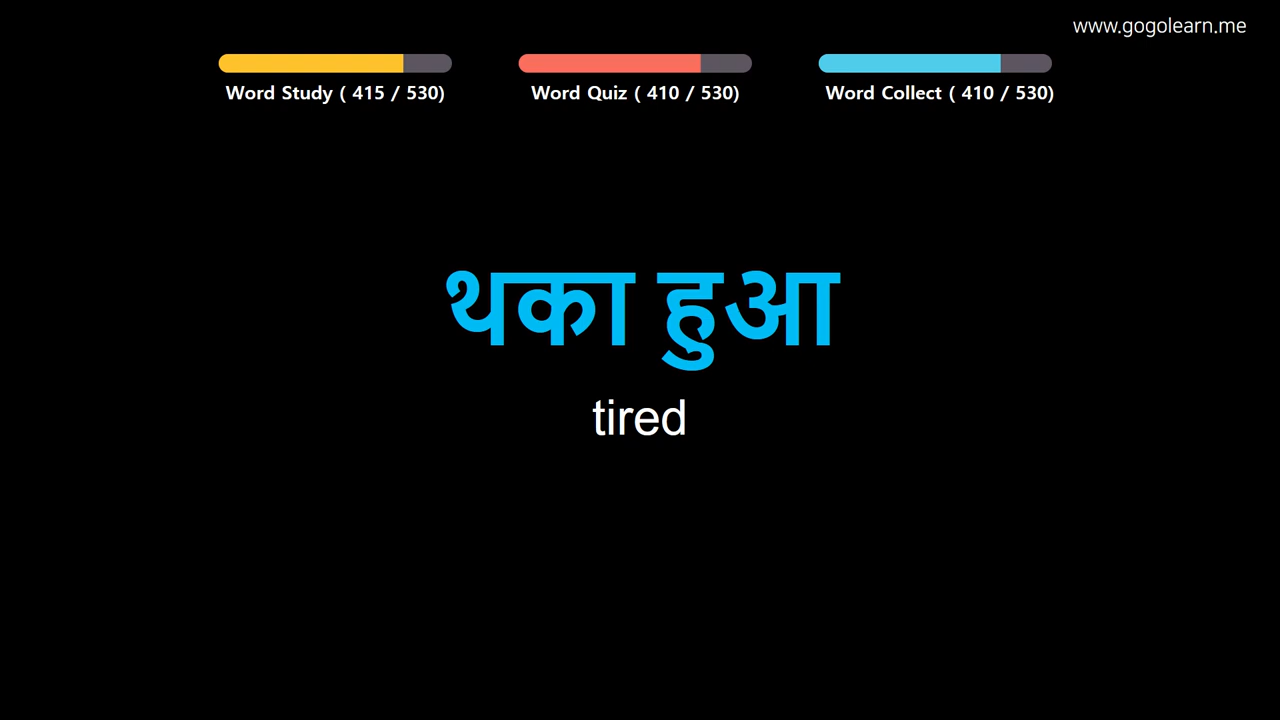 www.gogolearn.me
Word Study ( 415 / 530)
Word Quiz ( 410 / 530)
Word Collect ( 410 / 530)
थका हुआ
tired